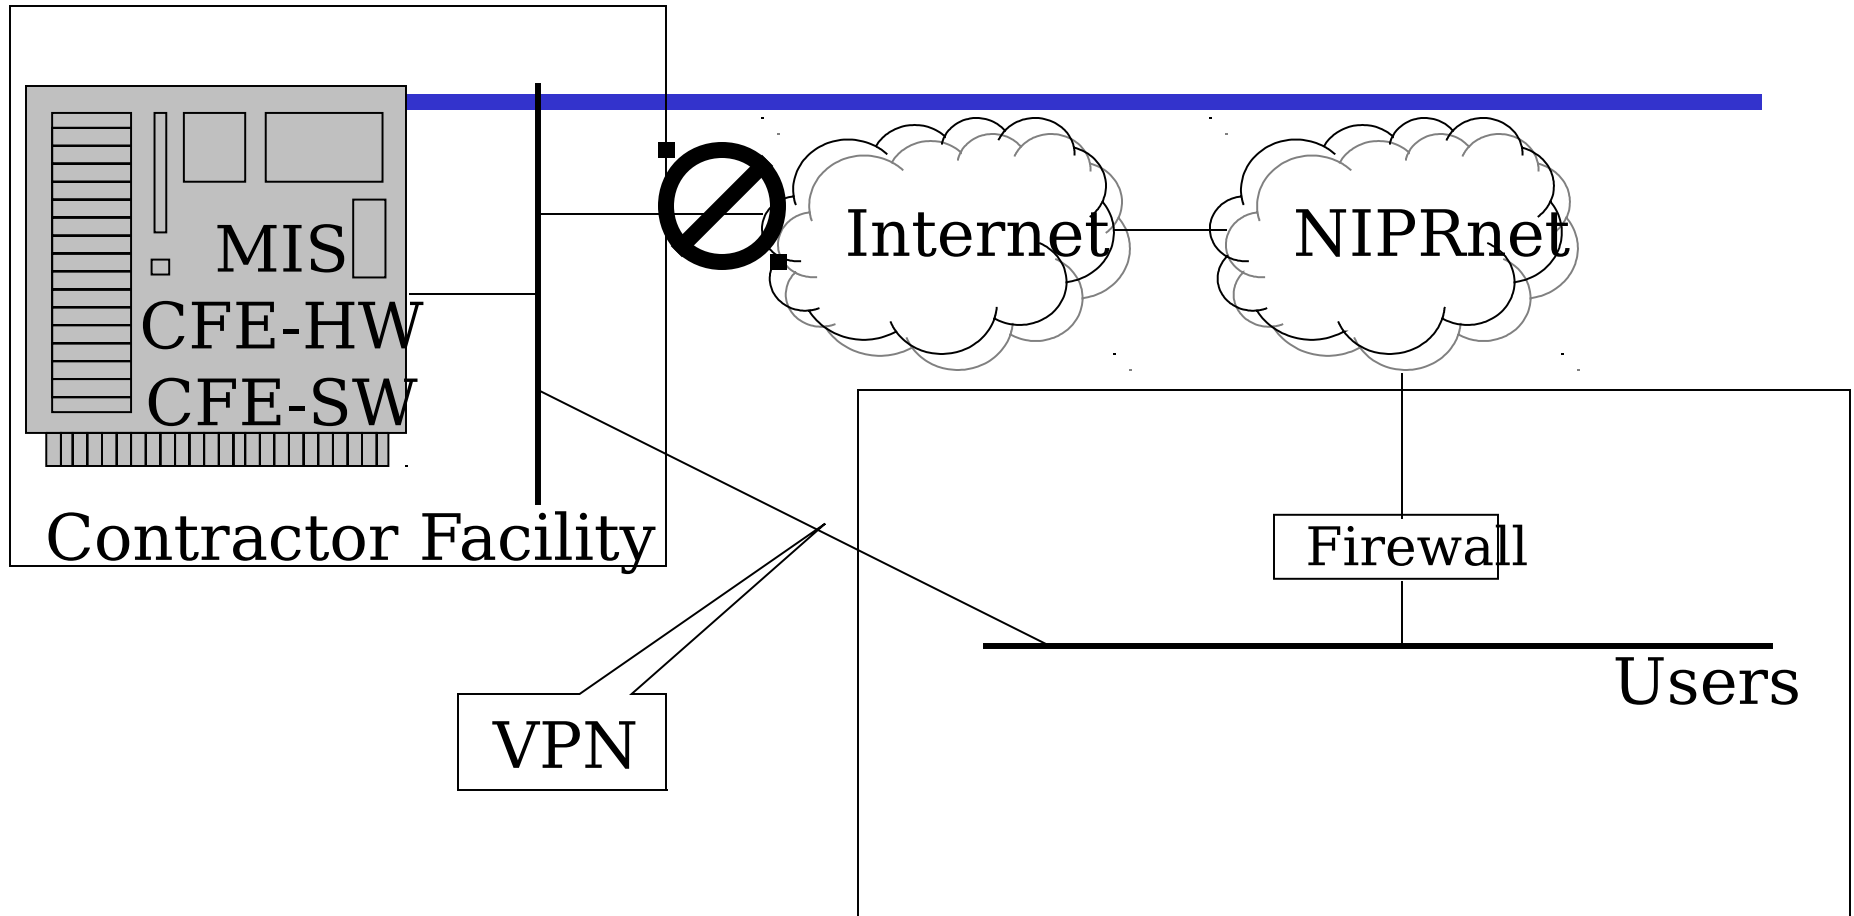 MIS
CFE-HW
CFE-SW
Contractor Facility
Internet
NIPRnet
Firewall
Users
VPN